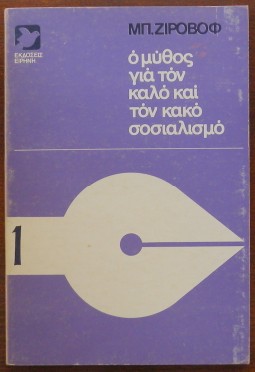 ΕΚΔΟΣΕΙΣ
ΕΙΡΗΝΗ
ΜΠ. ΖΙΡΟΒΟΦ
ὁ μύθος
γιά τόν
καλό καί
τόν κακό
σοσιαλισμό
1